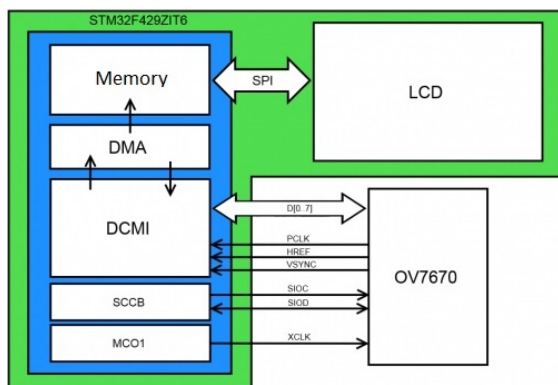 STM32F429ZIT6
Memory
SPI
LCD
DMA
DCMI
D[0..7]
PCLK
HREF
VSYNC
OV7670
SCCB
SIOC
SIOD
MCO1
XCLK